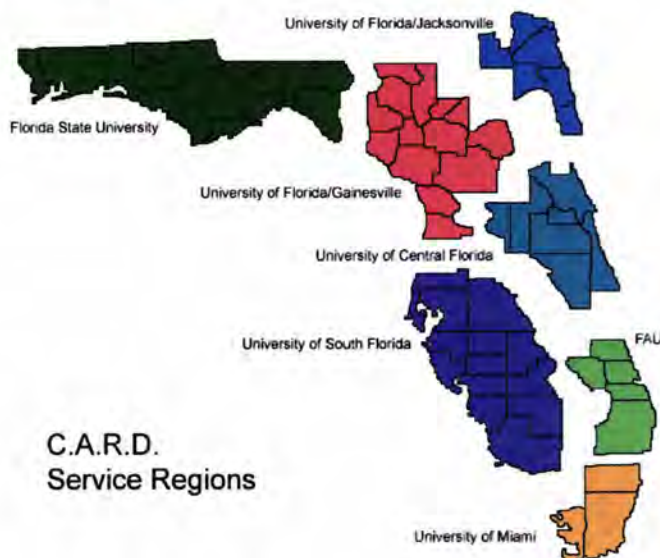 University of Florida/Jacksonville
Florida State University
University of Florida/Gainesville
University of Central Florida
University of South Florida
FAU
C.A.R.D.
Service Regions
University of Miami